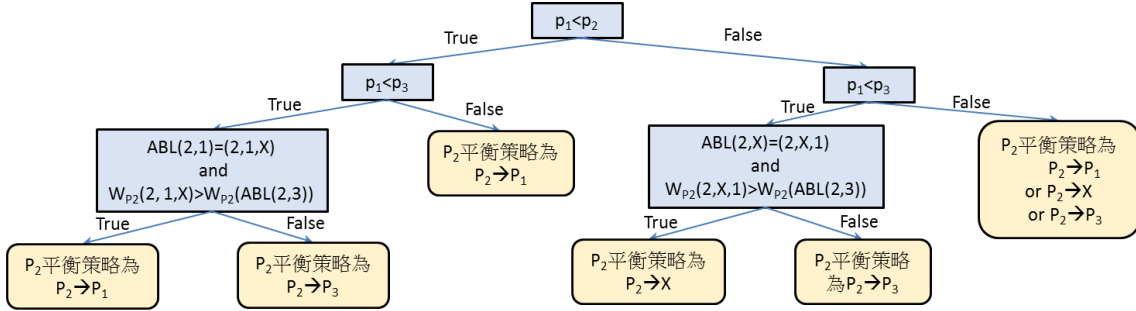 p₁<p₂
True
False
p₁<p₃
p₁<p₃
True
False
True
False
ABL(2,1)=(2,1,X)
and
W_P2(2, 1,X)>W_P2(ABL(2,3))
P₂平衡策略為
P₂→P₁
ABL(2,X)=(2,X,1)
and
W_P2(2,X,1)>W_P2(ABL(2,3))
P₂平衡策略為
P₂→P₁
or P₂→X
or P₂→P₃
True
False
True
False
P₂平衡策略為
P₂→P₁
P₂平衡策略為
P₂→P₃
P₂平衡策略為
P₂→X
P₂平衡策略
為P₂→P₃